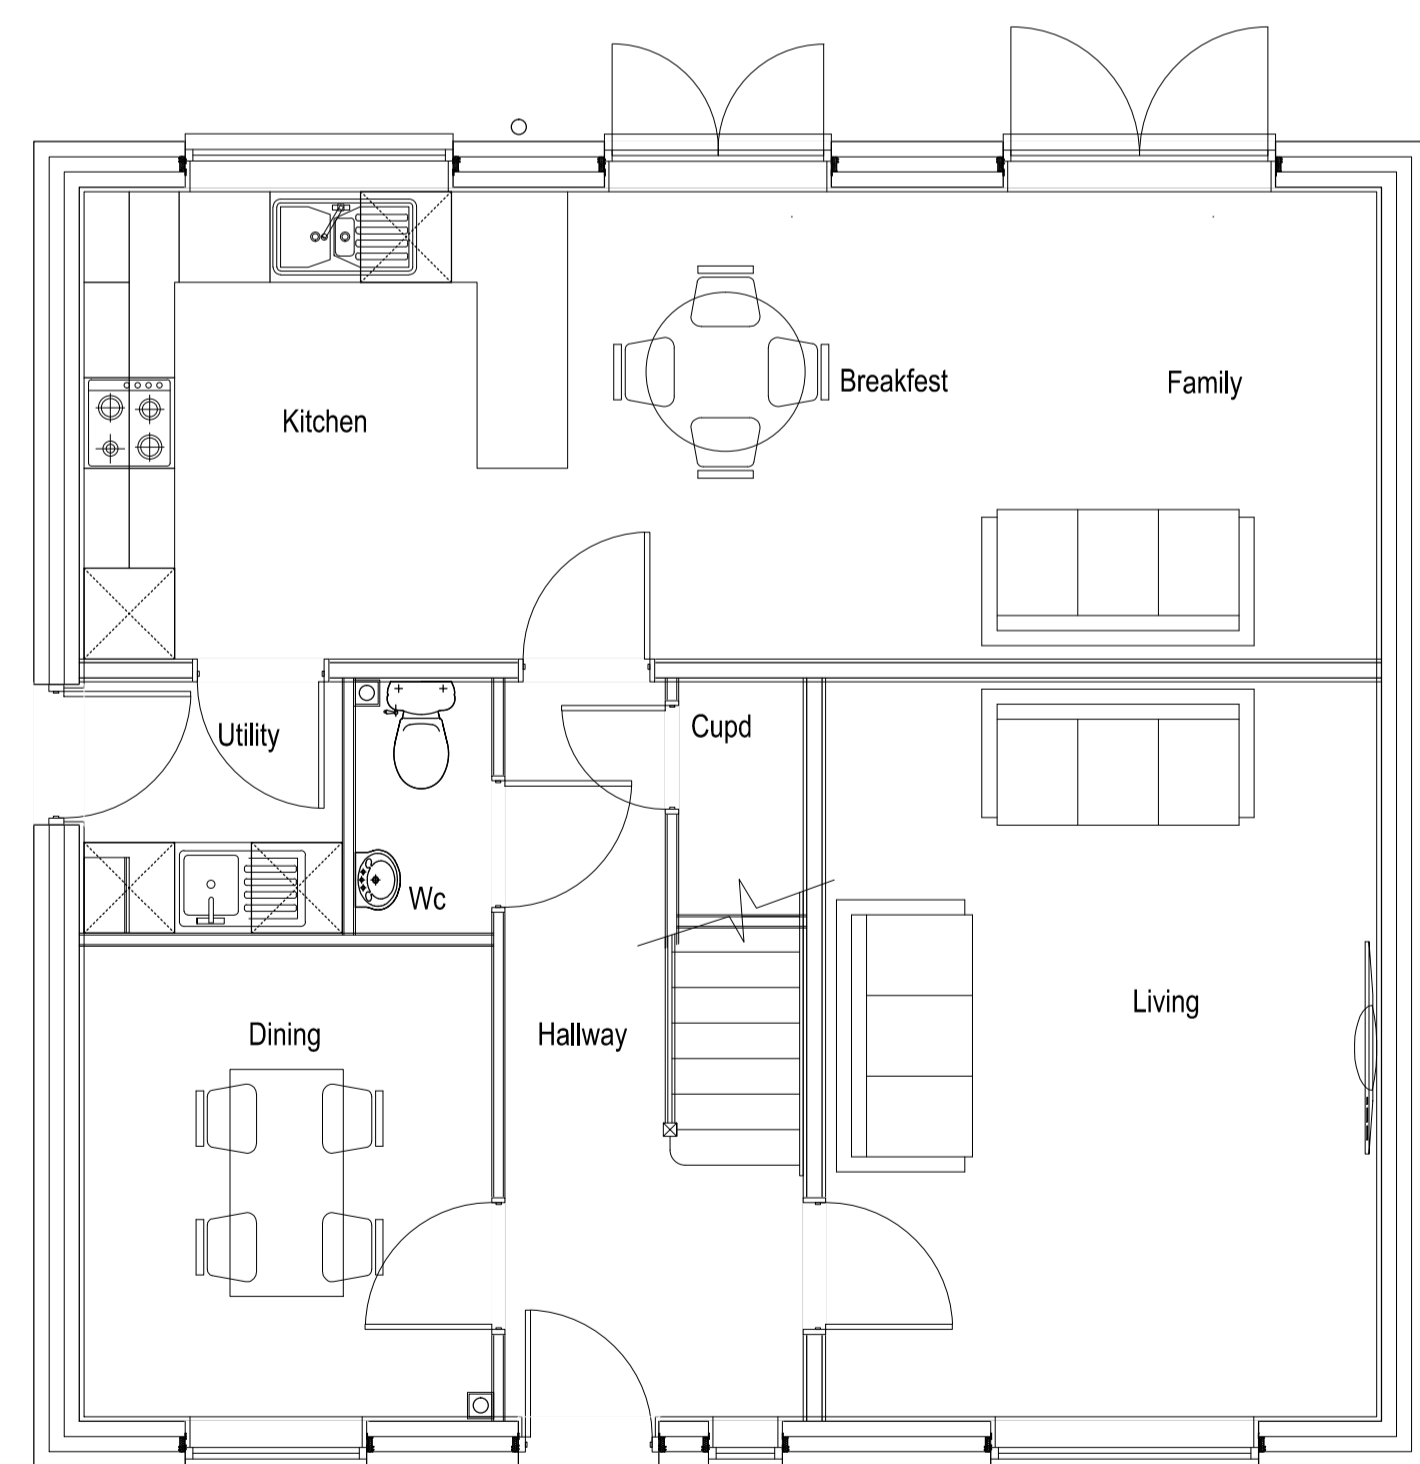 Breakfest
Family
Kitchen
Utility
Cupd
Wc
Living
Dining
Hallway